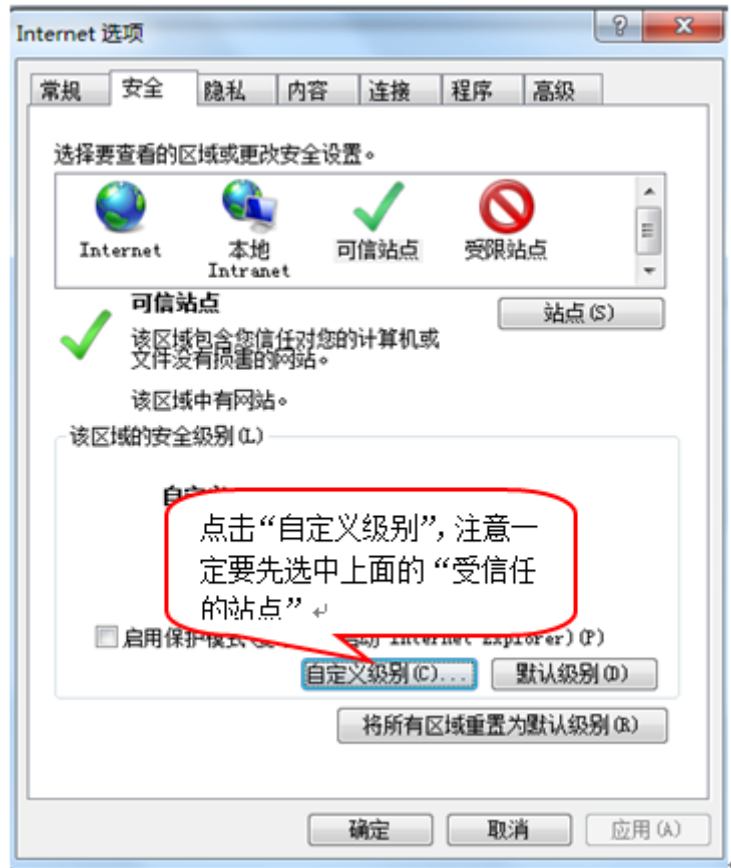 Internet 选项
常规 安全 隐私 内容 连接 程序 高级
选择要查看的区域或更改安全设置。
Internet 本地 可信站点 受限站点
Intranet
可信站点
站点(S)
该区域包含您信任对您的计算机或
文件没有损害的网站。
该区域中有网站。
该区域的安全级别(L)
点击“自定义级别”，注意一
定要先选中上面的“受信任
的站点”
启用保护模式 Internet Explorer)(P)
自定义级别(C)... 默认级别(D)
将所有区域重置为默认级别(R)
确定 取消 应用(A)